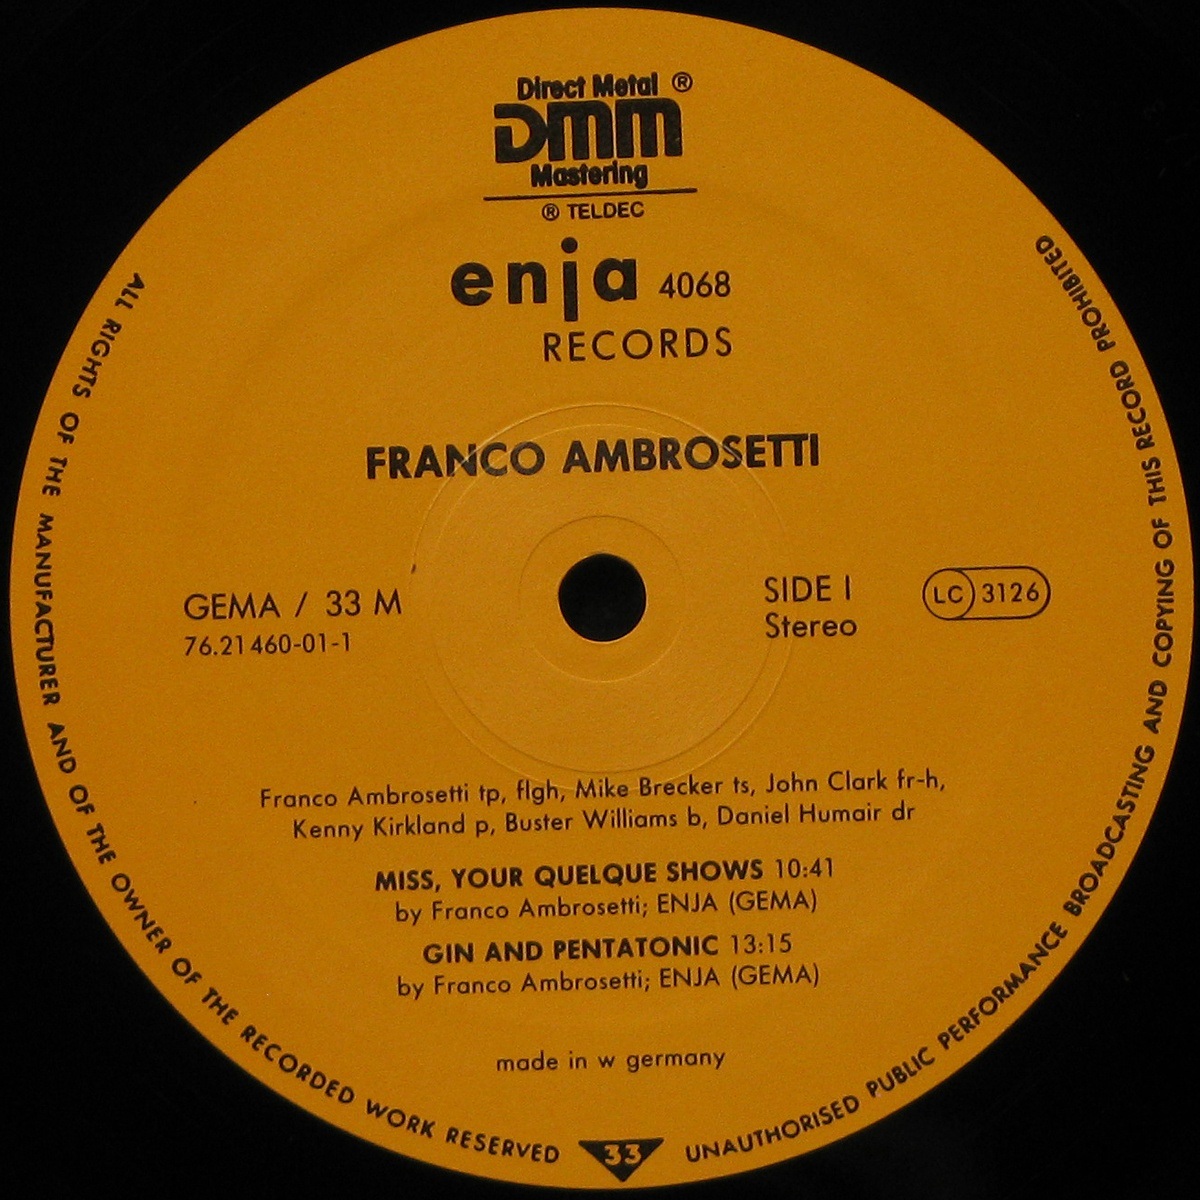 Direct Metal ®
DMM
Mastering
® TELDEC
enja 4068
RECORDS
FRANCO AMBROSETTI
GEMA / 33 M
76.21460-01-1
SIDE I
Stereo
LC 3126
Franco Ambrosetti tp, flgh, Mike Brecker ts, John Clark fr-h,
Kenny Kirkland p, Buster Williams b, Daniel Humair dr
MISS, YOUR QUELQUE SHOWS 10:41
by Franco Ambrosetti; ENJA (GEMA)
GIN AND PENTATONIC 13:15
by Franco Ambrosetti; ENJA (GEMA)
made in w germany
ALL RIGHTS OF THE MANUFACTURER AND OF THE OWNER OF THE RECORDED WORK RESERVED
33
UNAUTHORISED PUBLIC PERFORMANCE BROADCASTING AND COPYING OF THIS RECORD PROHIBITED